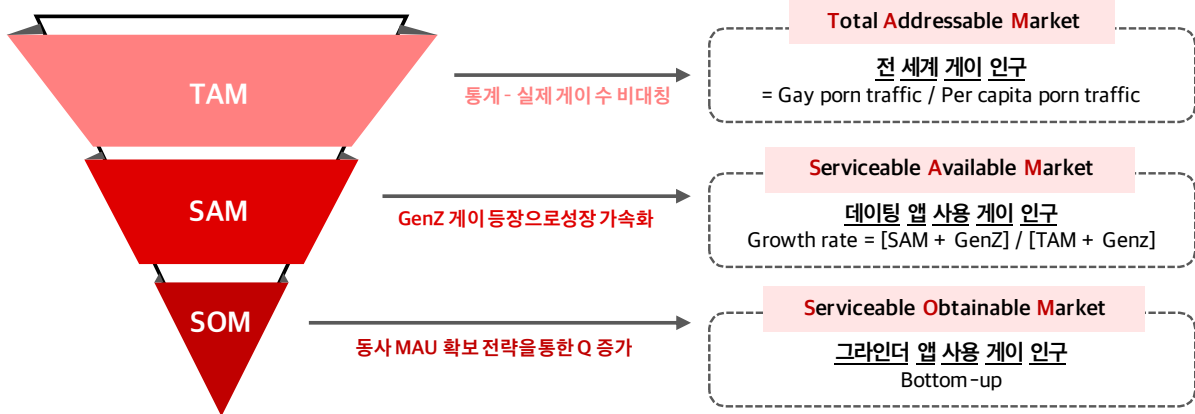 Total Addressable Market
TAM
통계 - 실제 게이 수 비대칭
전 세계 게이 인구
= Gay porn traffic / Per capita porn traffic
Serviceable Available Market
SAM
GenZ 게이 등장으로성장 가속화
데이팅 앱 사용 게이 인구
Growth rate = [SAM + GenZ] / [TAM + Genz]
Serviceable Obtainable Market
SOM
동사 MAU 확보 전략을통한 Q 증가
그라인더 앱 사용 게이 인구
Bottom-up